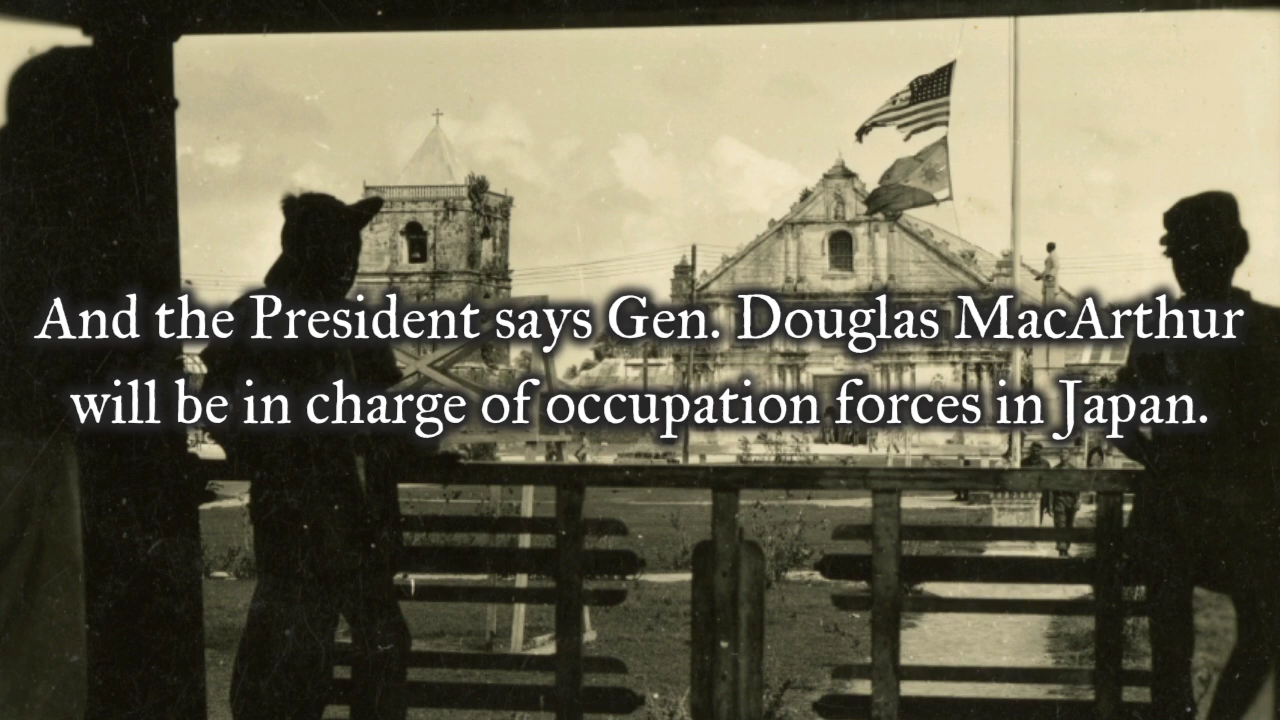 And the President says Gen. Douglas MacArthur
will be in charge of occupation forces in Japan.